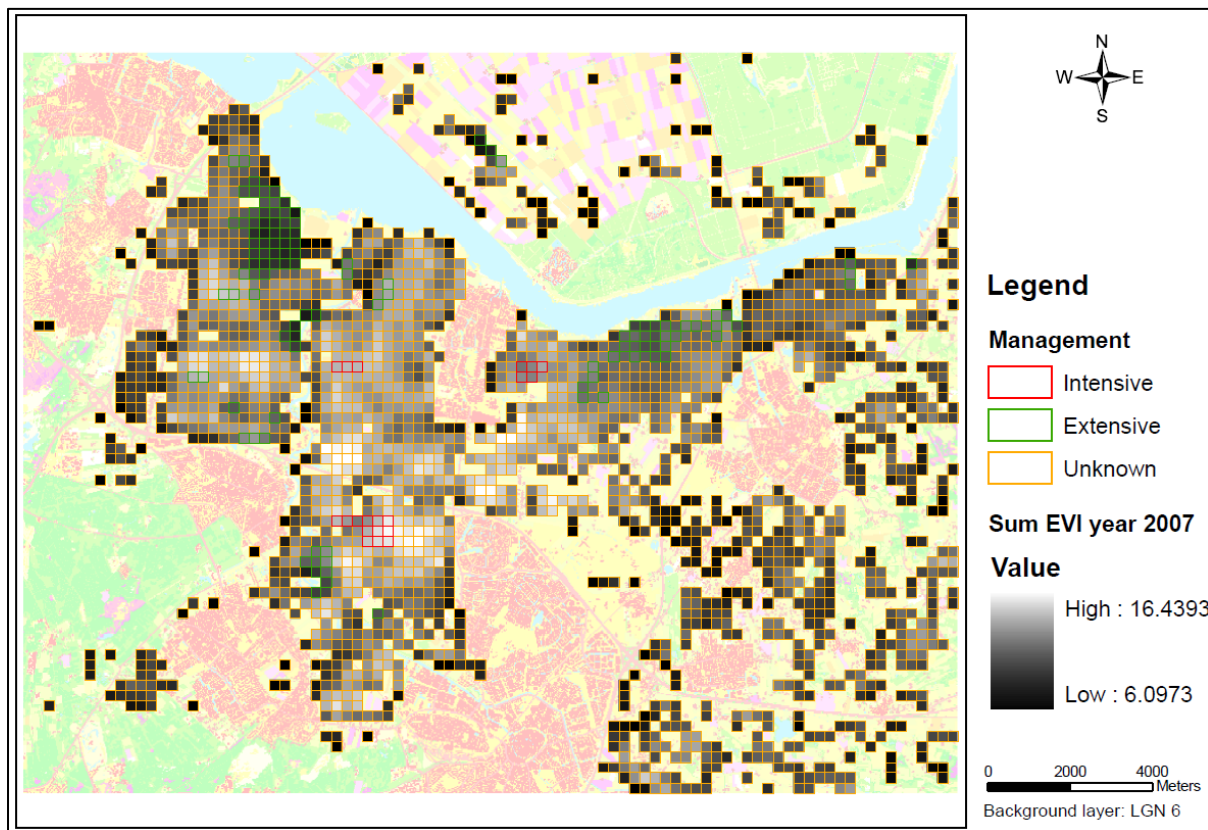 N
W E
S
Legend
Management
Intensive
Extensive
Unknown
Sum EVI year 2007
Value
High : 16.4393
Low : 6.0973
0 2000 4000
Meters
Background layer: LGN 6